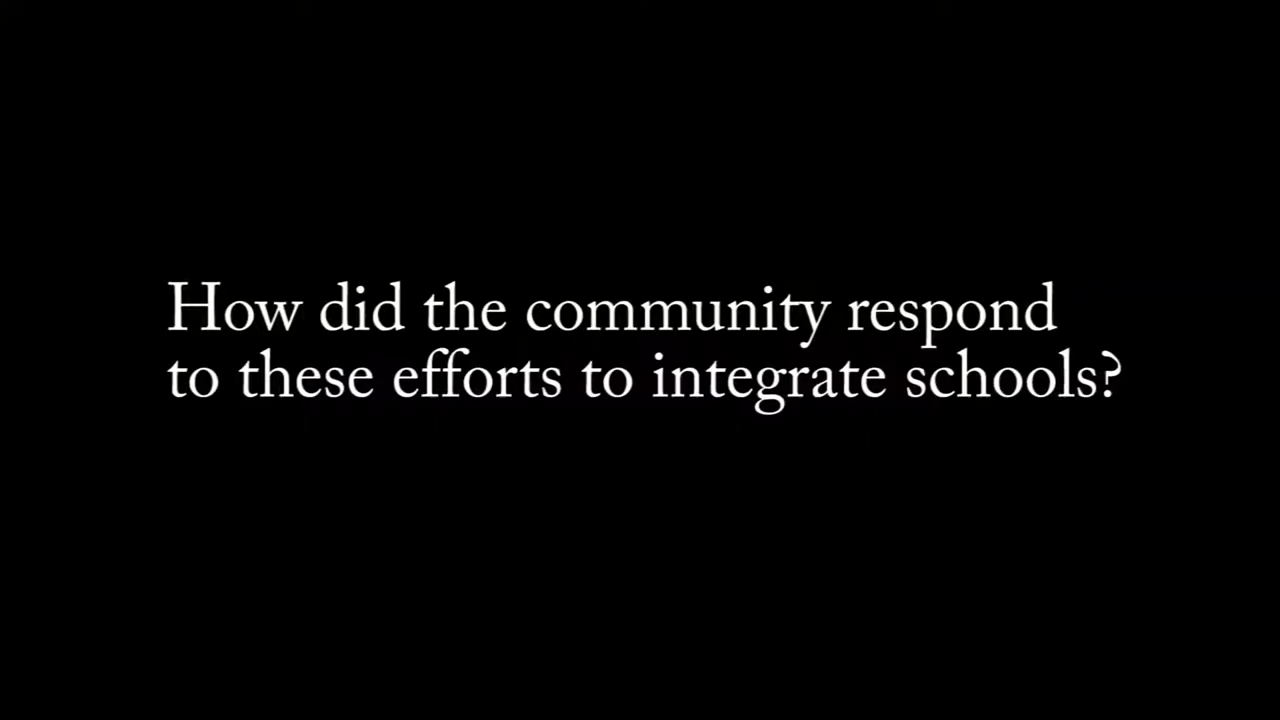 How did the community respond
to these efforts to integrate schools?